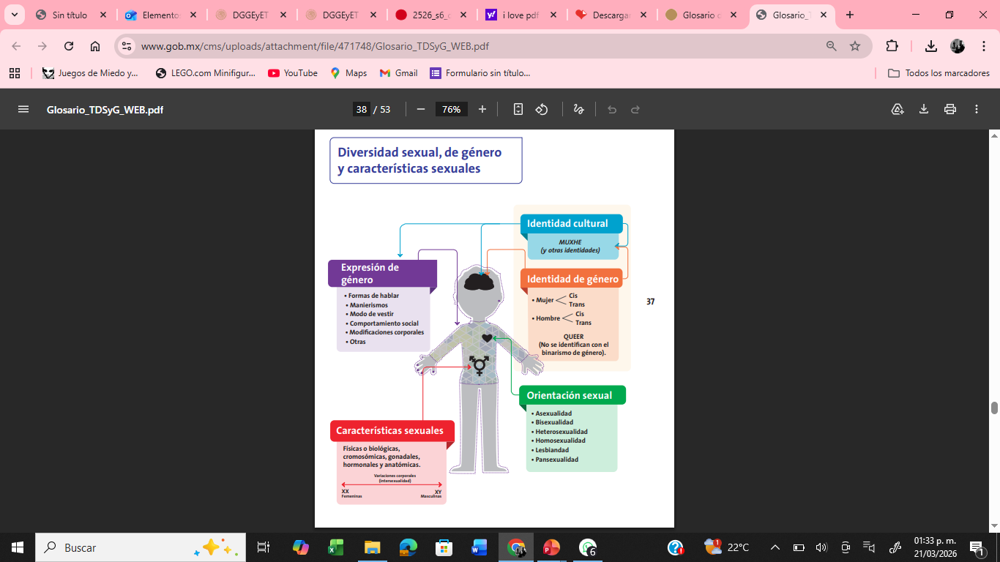 Sin título
Elemento
DGGEyET
DGGEyET
2526_s6_
i love pdf
Descarga
Glosario
Glosario_T
www.gob.mx/cms/uploads/attachment/file/471748/Glosario_TDSyG_WEB.pdf
Juegos de Miedo y...
LEGO.com Minifigur...
YouTube
Maps
Gmail
Formulario sin título...
Todos los marcadores
Glosario_TDSyG_WEB.pdf
38 / 53
76%
Diversidad sexual, de género
y características sexuales
Identidad cultural
MUXHE
(y otras identidades)
Expresión de
género
• Formas de hablar
• Manierismos
• Modo de vestir
• Comportamiento social
• Modificaciones corporales
• Otras
Identidad de género
• Mujer
Cis
Trans
• Hombre
Cis
Trans
QUEER
(No se identifican con el
binarismo de género).
37
Orientación sexual
• Asexualidad
• Bisexualidad
• Heterosexualidad
• Homosexualidad
• Lesbiandad
• Pansexualidad
Características sexuales
Físicas o biológicas,
cromosómicas, gonadales,
hormonales y anatómicas.
Variaciones corporales
(intersexualidad)
XX
Femeninas
XY
Masculinas
Buscar
6
1
22°C
01:33 p. m.
21/03/2026
1